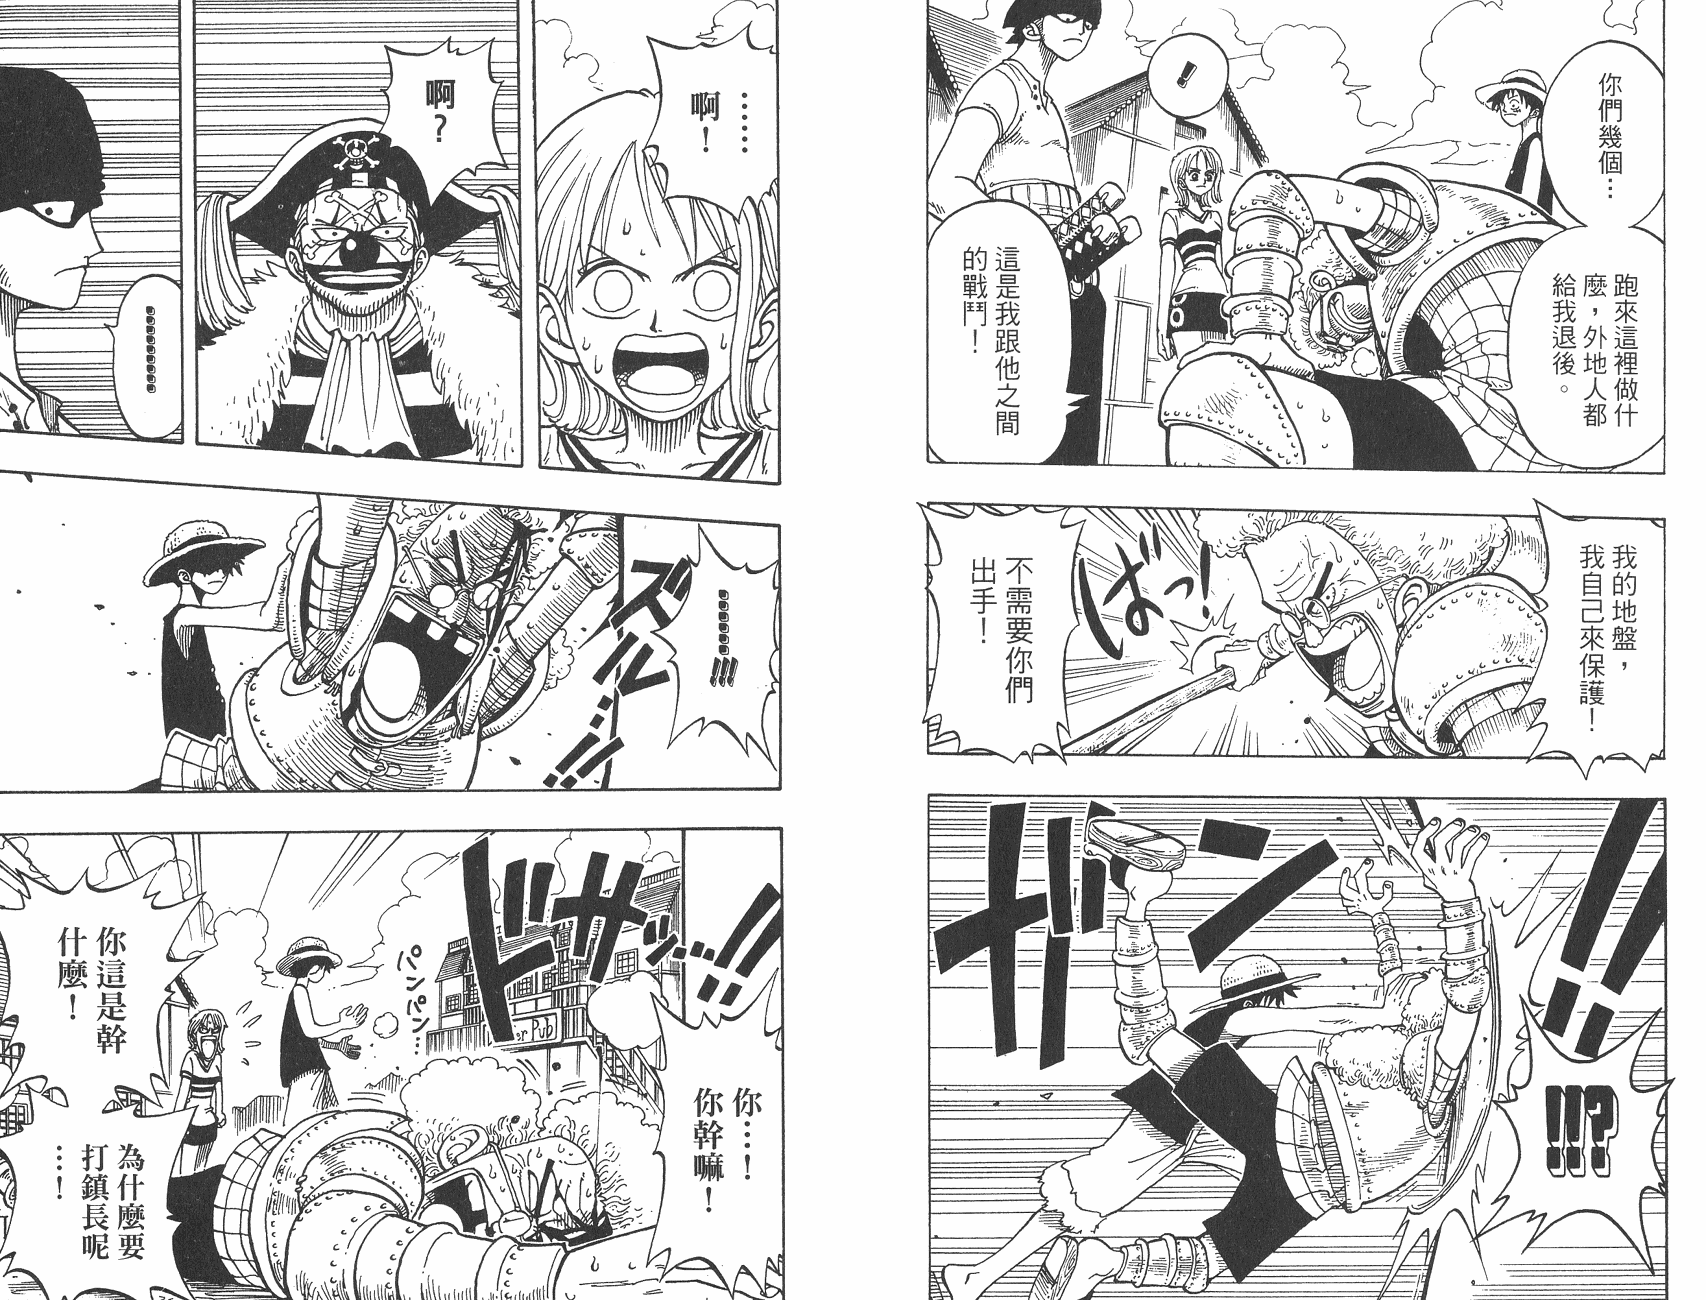 !
你們幾個…
跑來這裡做什
麼，外地人都
給我退後。
這是我跟他之間
的戰鬥！
我的地盤，
我自己來保護！
ばっ！
不需要你們
出手！
ガン!!
!!?
……
啊！
啊？
…………
…………!!!
ズルル…!!
ドサッ…!!
パンパン…
Pub
你…！
你幹嘛！
你這是幹
什麼！
為什麼要
打鎮長呢
…！